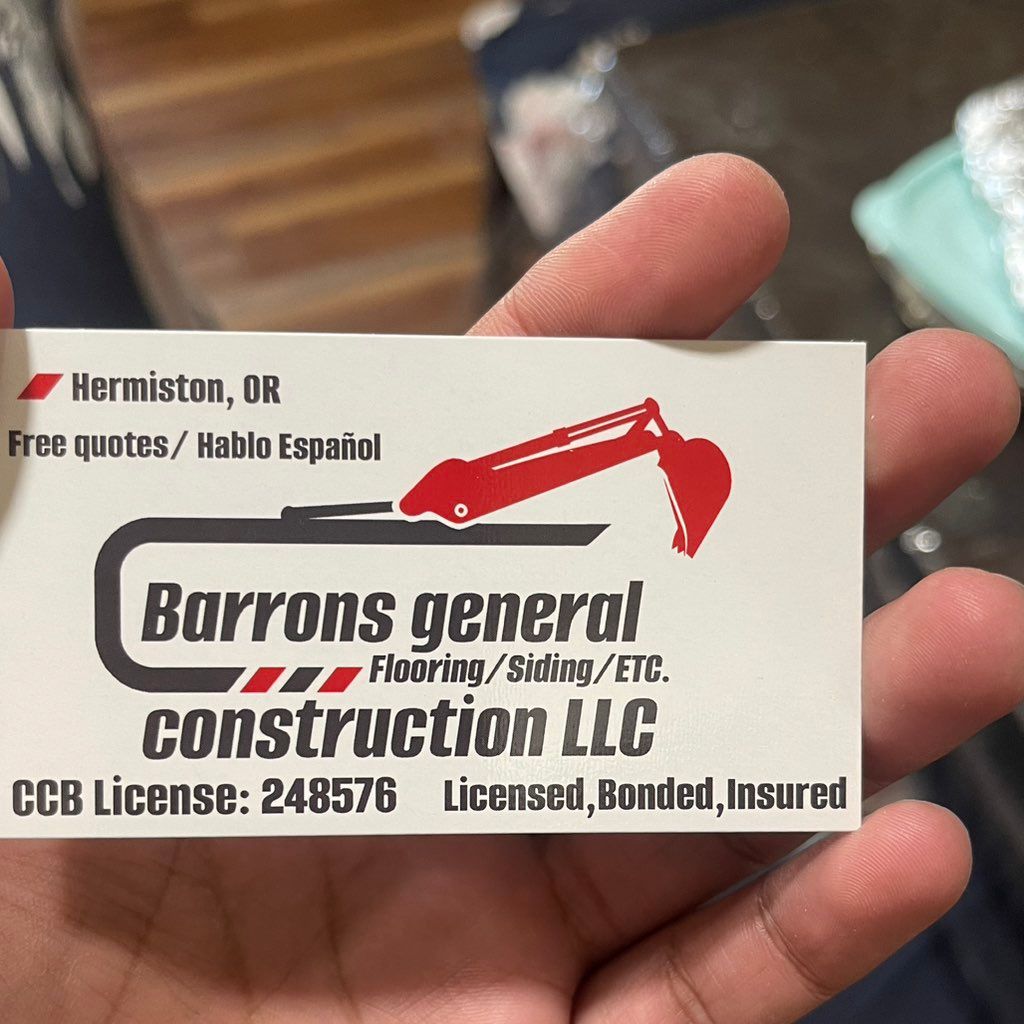 Hermiston, OR
Free quotes/ Hablo Español
Barrons general
Flooring/Siding/ETC.
construction LLC
CCB License: 248576 Licensed,Bonded,Insured